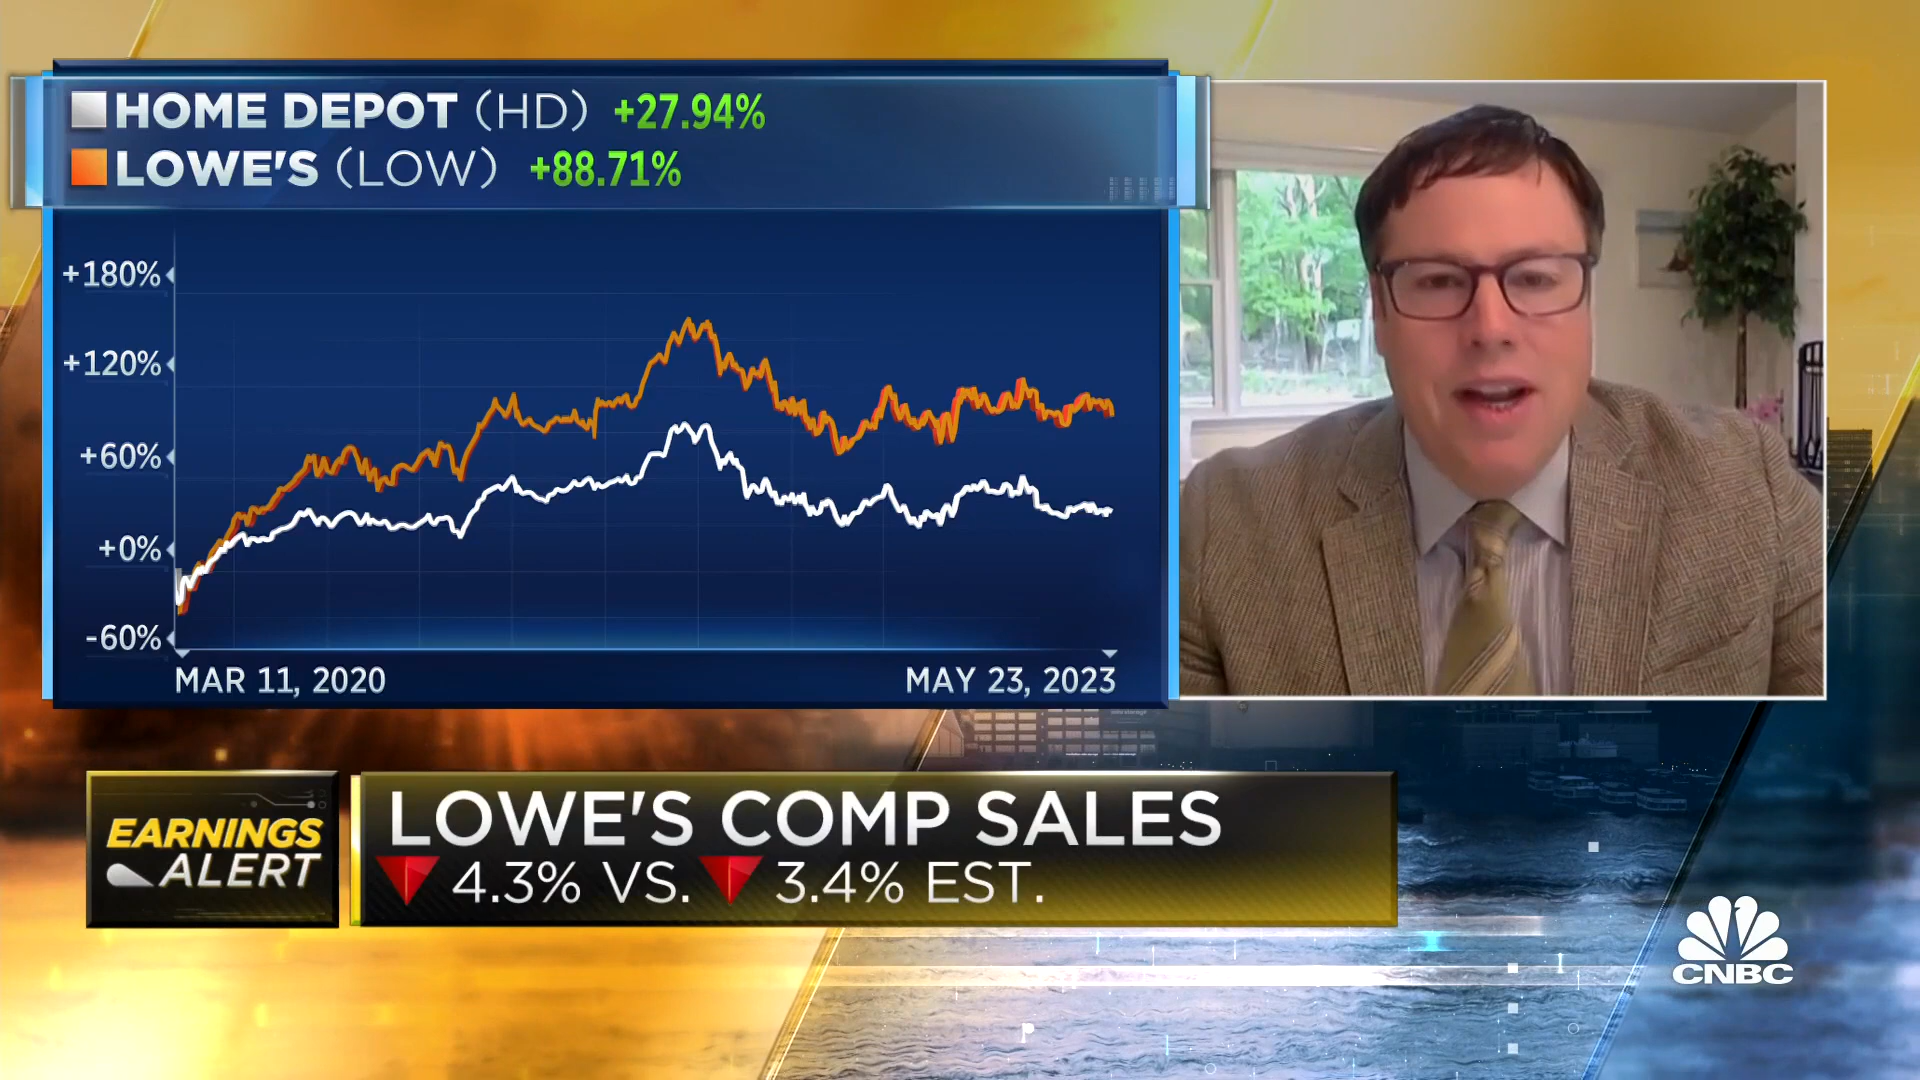 HOME DEPOT (HD) +27.94%
LOWE'S (LOW) +88.71%
+180%
+120%
+60%
+0%
-60%
MAR 11, 2020
MAY 23, 2023
EARNINGS
ALERT
LOWE'S COMP SALES
4.3% VS. 3.4% EST.
CNBC